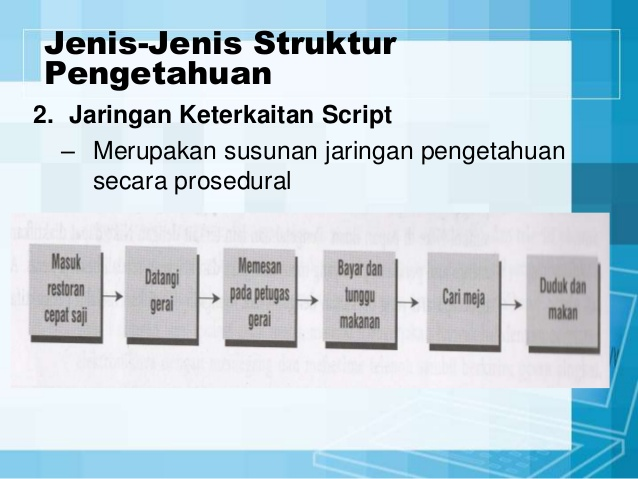 Jenis-Jenis Struktur
Pengetahuan
2. Jaringan Keterkaitan Script
– Merupakan susunan jaringan pengetahuan
secara prosedural
Masuk
restoran
cepat saji
Datangi
gerai
Memesan
pada petugas
gerai
Bayar dan
tunggu
makanan
Cari meja
Duduk dan
makan